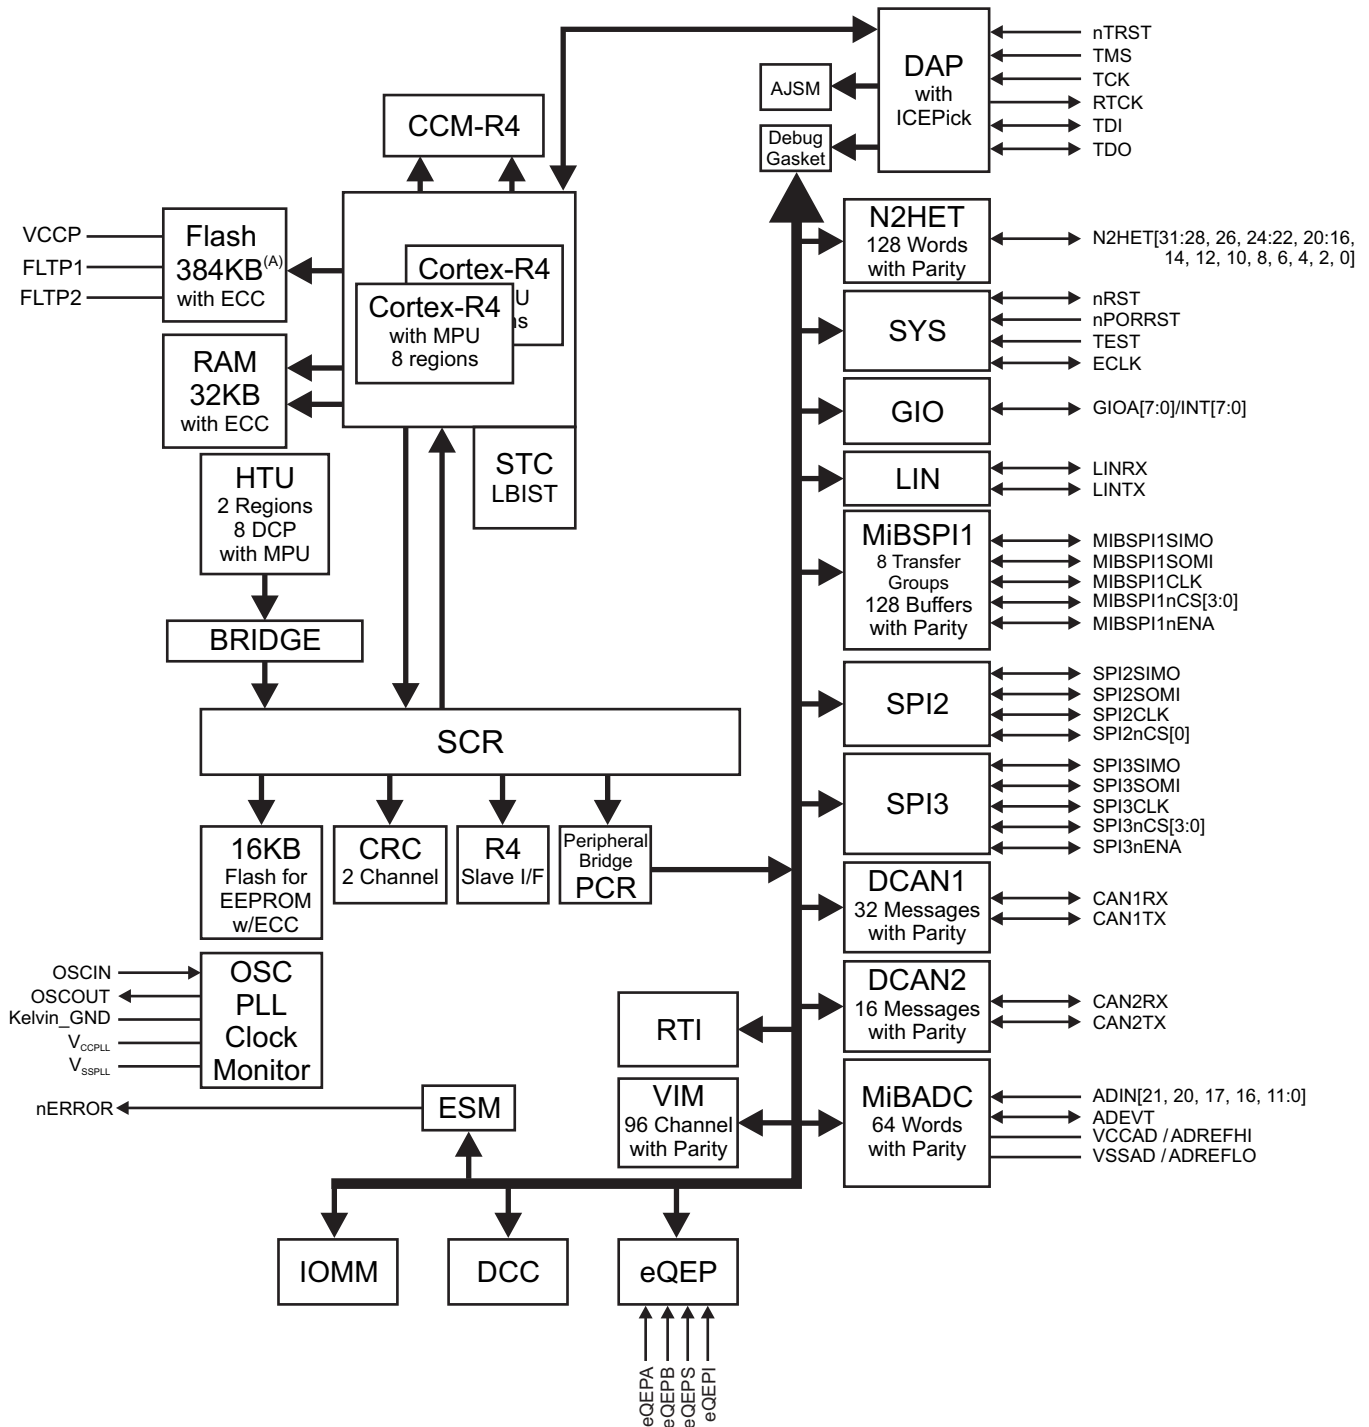 DAP
with
ICEPick
nTRST
TMS
TCK
RTCK
TDI
TDO
AJSM
Debug
Gasket
CCM-R4
VCCP
FLTP1
FLTP2
Flash
384KB(A)
with ECC
Cortex-R4
U
ns
Cortex-R4
with MPU
8 regions
RAM
32KB
with ECC
STC
LBIST
HTU
2 Regions
8 DCP
with MPU
BRIDGE
SCR
16KB
Flash for
EEPROM
w/ECC
CRC
2 Channel
R4
Slave I/F
Peripheral
Bridge
PCR
OSCIN
OSCOUT
Kelvin_GND
VCCPLL
VSSPLL
OSC
PLL
Clock
Monitor
nERROR
ESM
RTI
VIM
96 Channel
with Parity
IOMM
DCC
eQEP
eQEPA
eQEPB
eQEPS
eQEPI
N2HET
128 Words
with Parity
N2HET[31:28, 26, 24:22, 20:16,
14, 12, 10, 8, 6, 4, 2, 0]
SYS
nRST
nPORRST
TEST
ECLK
GIO
GIOA[7:0]/INT[7:0]
LIN
LINRX
LINTX
MiBSPI1
8 Transfer
Groups
128 Buffers
with Parity
MIBSPI1SIMO
MIBSPI1SOMI
MIBSPI1CLK
MIBSPI1nCS[3:0]
MIBSPI1nENA
SPI2
SPI2SIMO
SPI2SOMI
SPI2CLK
SPI2nCS[0]
SPI3
SPI3SIMO
SPI3SOMI
SPI3CLK
SPI3nCS[3:0]
SPI3nENA
DCAN1
32 Messages
with Parity
CAN1RX
CAN1TX
DCAN2
16 Messages
with Parity
CAN2RX
CAN2TX
MiBADC
64 Words
with Parity
ADIN[21, 20, 17, 16, 11:0]
ADEVT
VCCAD / ADREFHI
VSSAD / ADREFLO